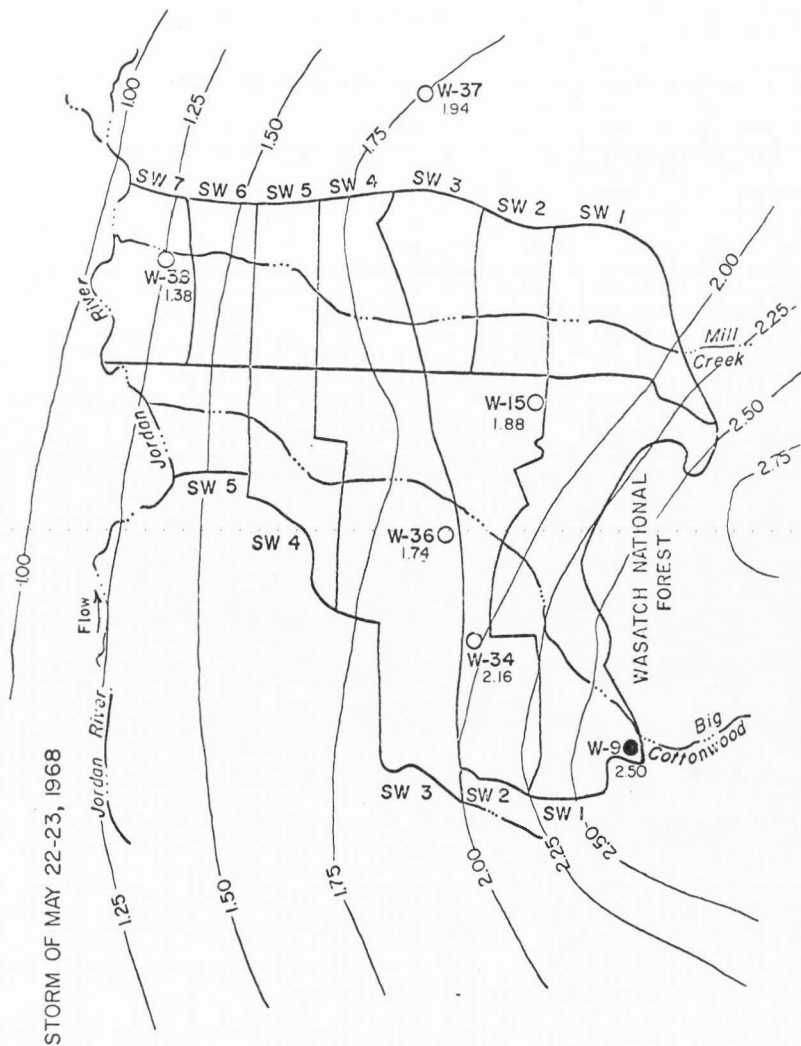 STORM OF MAY 22-23, 1968
1.00
1.25
1.50
1.75
W-37
1.94
SW 7
SW 6
SW 5
SW 4
SW 3
SW 2
SW 1
2.00
2.25
2.50
2.75
W-38
1.38
River
Jordan
Mill
Creek
W-15
1.88
SW 5
SW 4
W-36
1.74
WASATCH NATIONAL
FOREST
1.00
Flow
W-34
2.16
Jordan River
W-9
2.50
Big
Cottonwood
SW 3
SW 2
SW 1
1.25
1.50
1.75
2.00
2.25
2.50